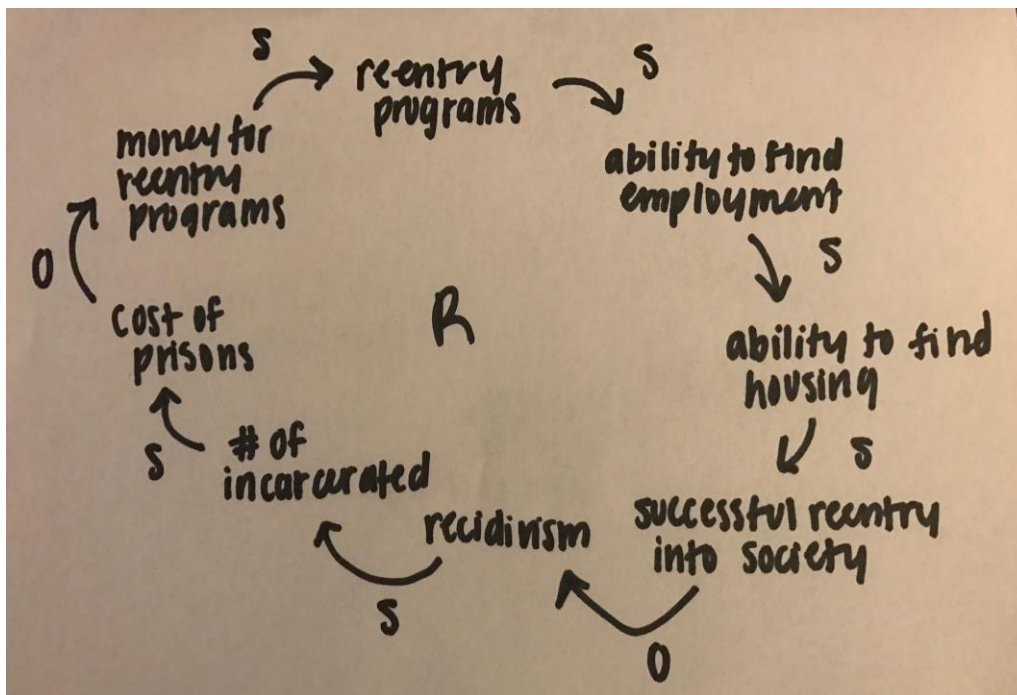 S
reentry
programs
S
ability to find
employment
S
ability to find
housing
S
successful reentry
into society
O
recidivism
S
# of
incarcerated
S
cost of
prisons
O
money for
reentry
programs
R